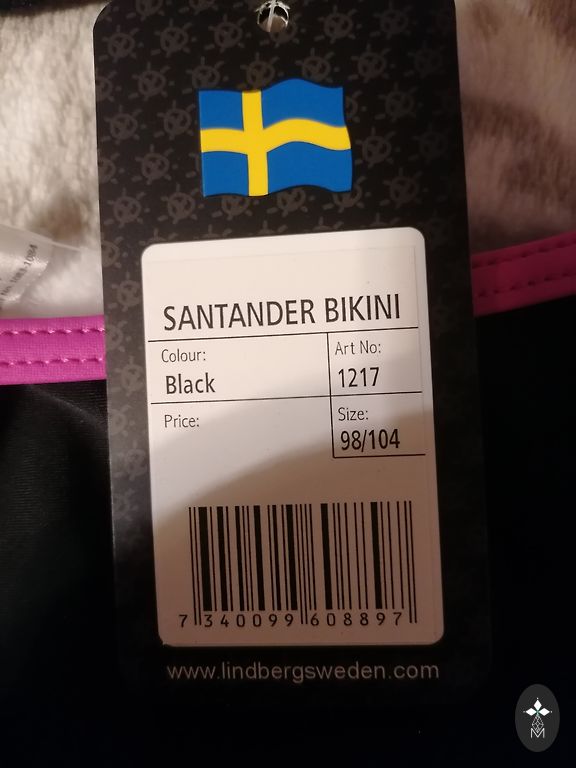 SANTANDER BIKINI
Colour:
Black
Art No:
1217
Price:
Size:
98/104
7 340099 608897
www.lindbergsweden.com
M